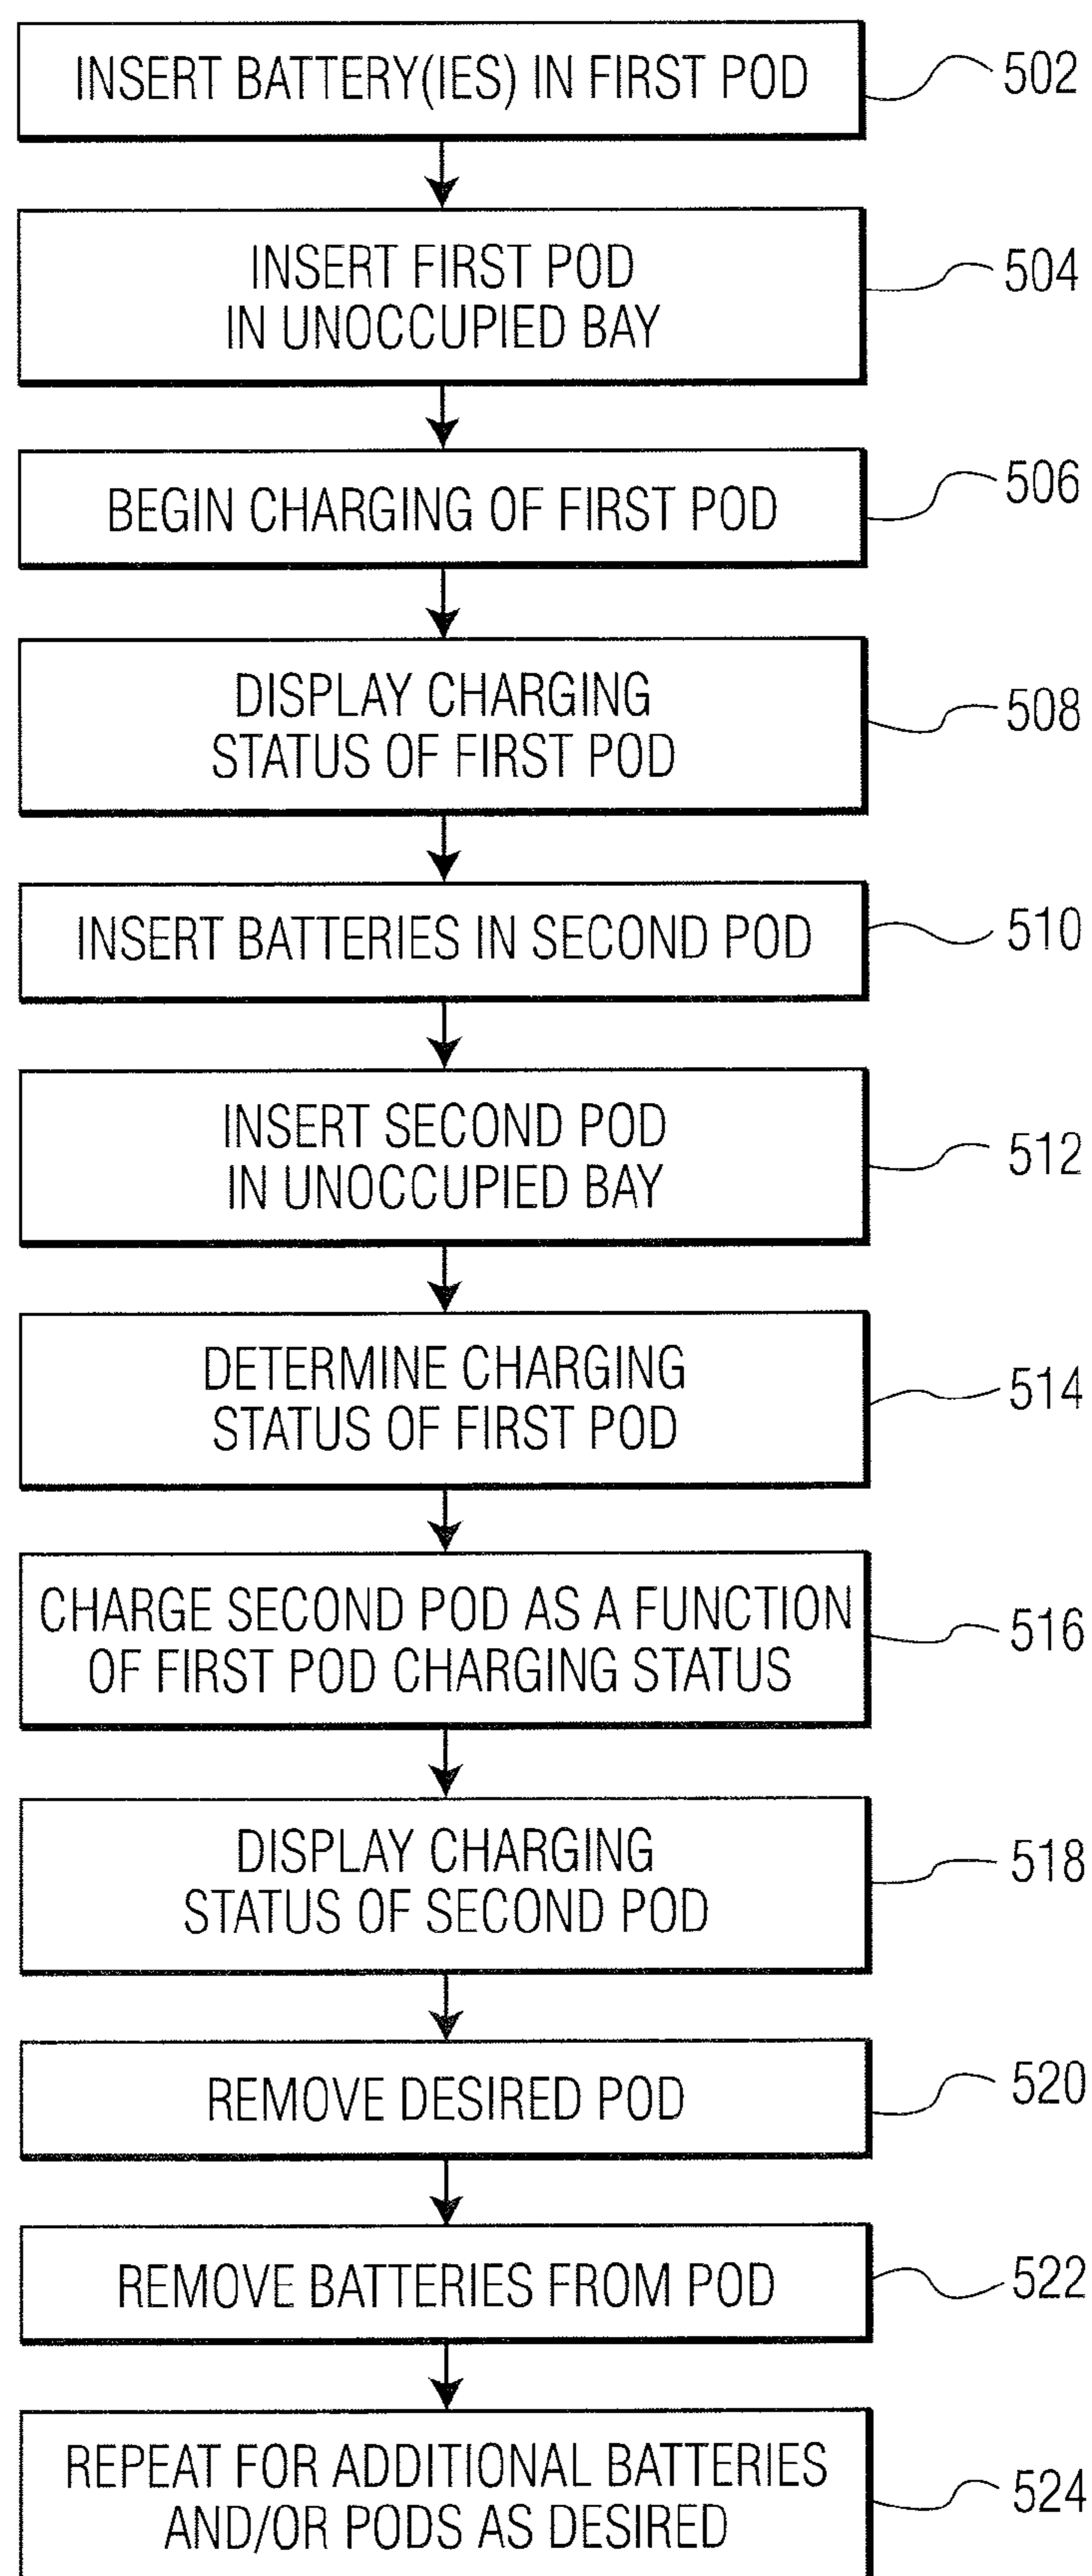 INSERT BATTERY(IES) IN FIRST POD
502
INSERT FIRST POD
IN UNOCCUPIED BAY
504
BEGIN CHARGING OF FIRST POD
506
DISPLAY CHARGING
STATUS OF FIRST POD
508
INSERT BATTERIES IN SECOND POD
510
INSERT SECOND POD
IN UNOCCUPIED BAY
512
DETERMINE CHARGING
STATUS OF FIRST POD
514
CHARGE SECOND POD AS A FUNCTION
OF FIRST POD CHARGING STATUS
516
DISPLAY CHARGING
STATUS OF SECOND POD
518
REMOVE DESIRED POD
520
REMOVE BATTERIES FROM POD
522
REPEAT FOR ADDITIONAL BATTERIES
AND/OR PODS AS DESIRED
524